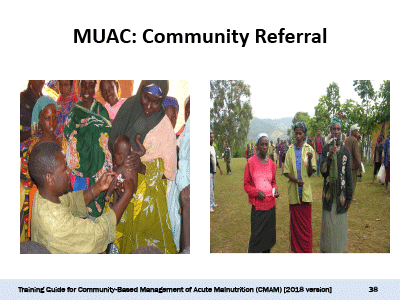 MUAC: Community Referral
Training Guide for Community-Based Management of Acute Malnutrition (CMAM) [2018 version]
38